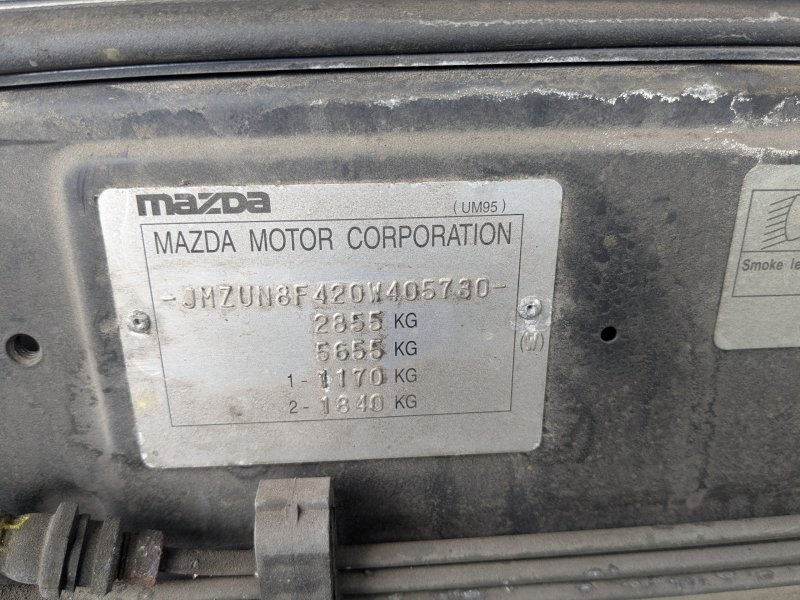 mazda
(UM95)
MAZDA MOTOR CORPORATION
-JMZUN8F420W405730-
2855 KG
5655 KG
(W)
1-1170 KG
2-1840 KG
Smoke le